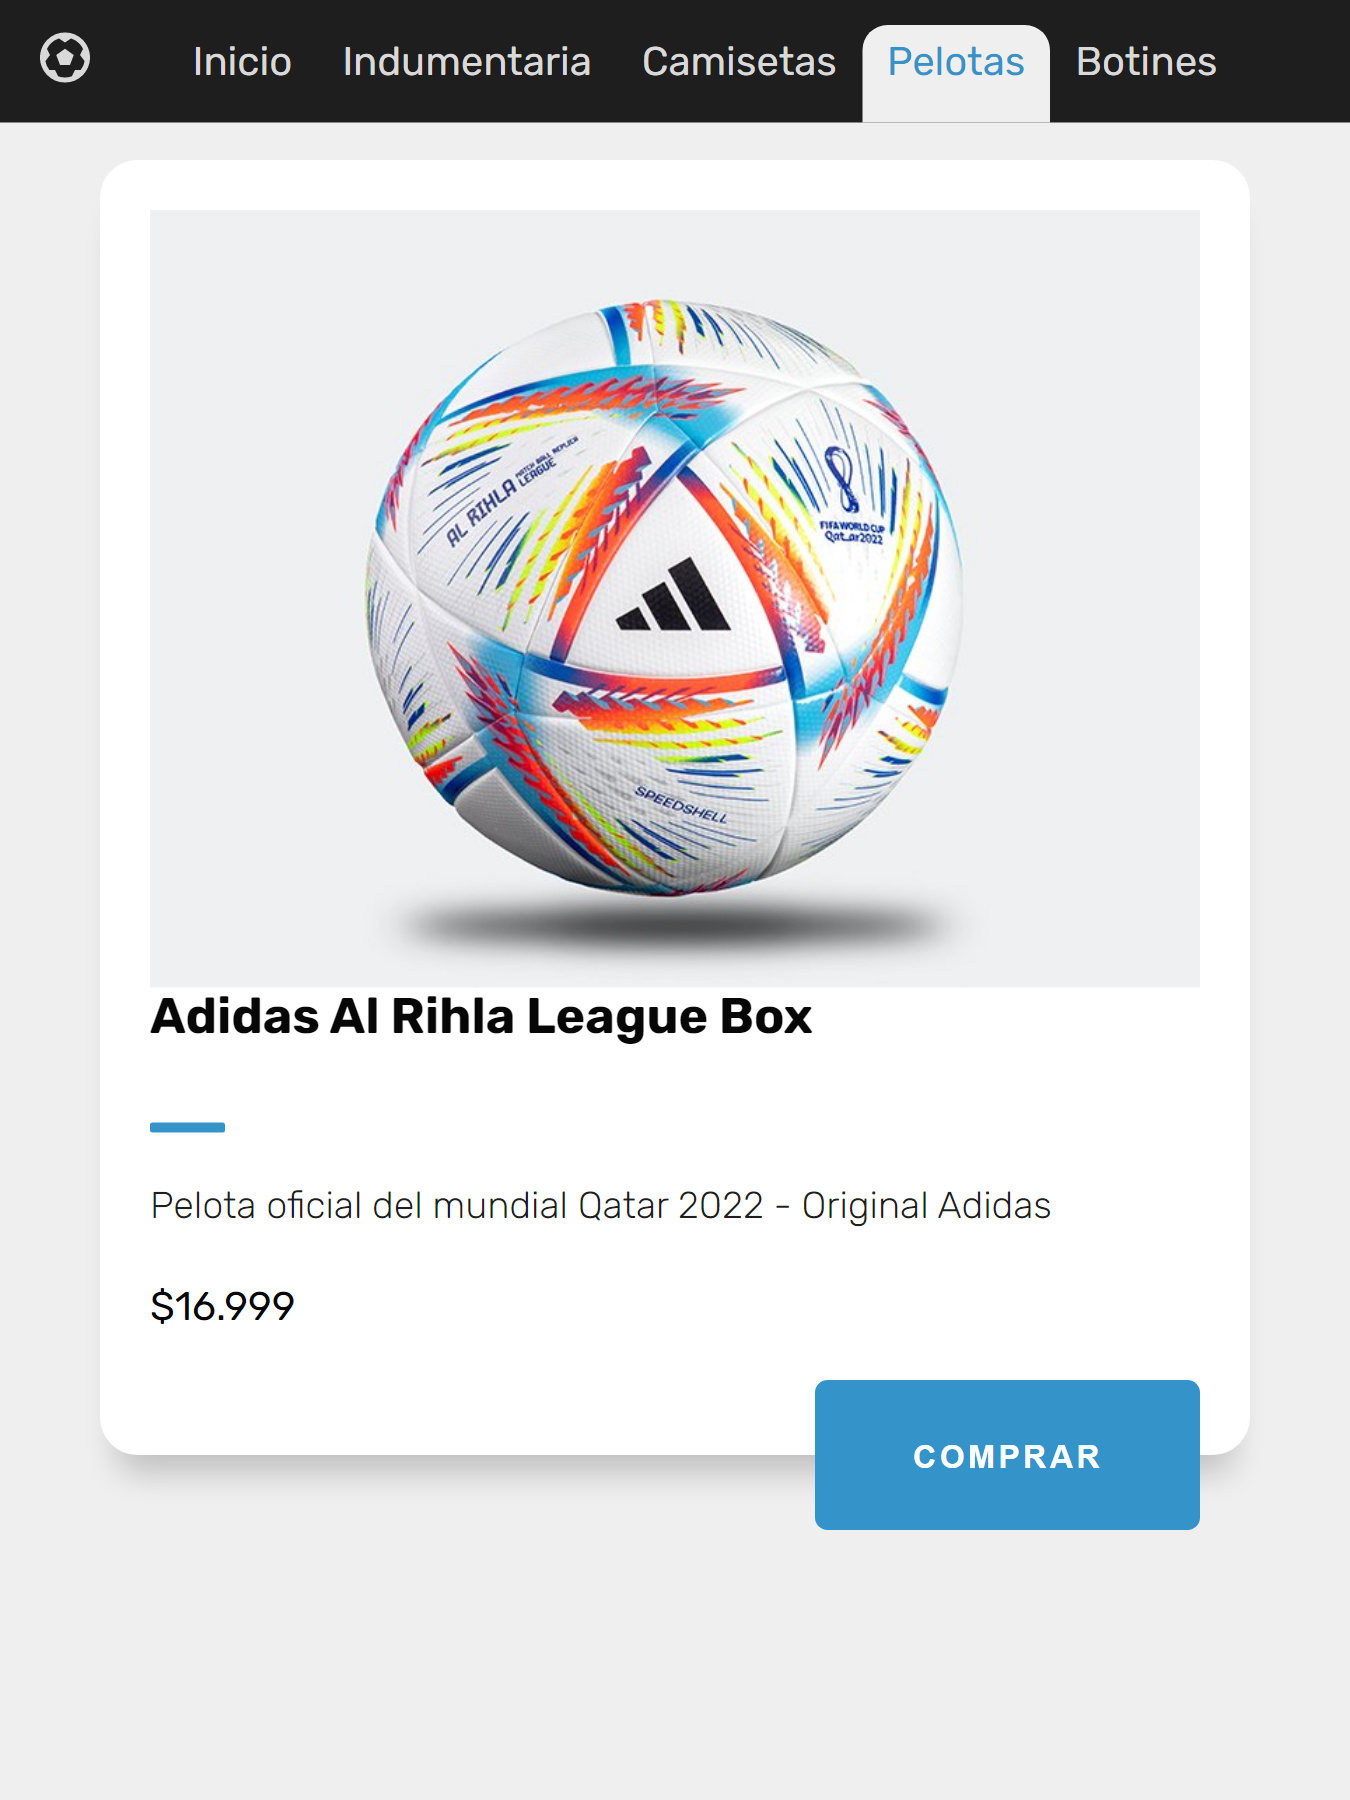 Inicio Indumentaria Camisetas Pelotas Botines
AL RIHLA
MATCH BALL REPLICA
LEAGUE
FIFA WORLD CUP
Qatar2022
SPEEDSHELL
Adidas Al Rihla League Box
Pelota oficial del mundial Qatar 2022 - Original Adidas
$16.999
COMPRAR